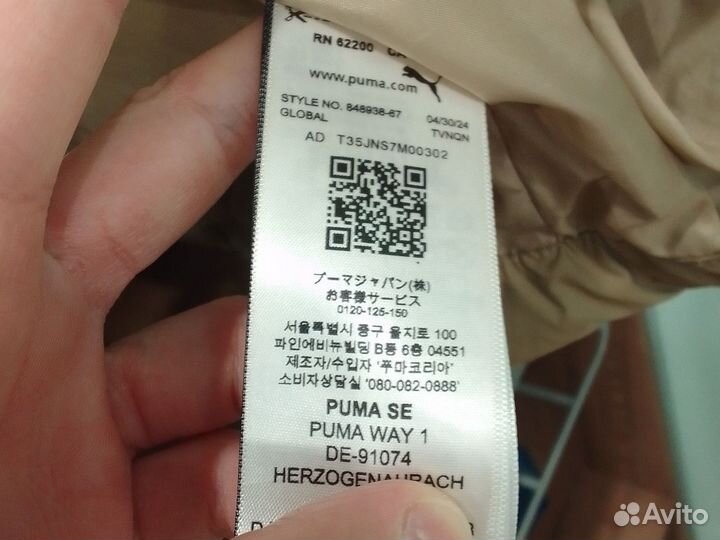 RN 62200
www.puma.com
STYLE NO. 848938-67 04/30/24
GLOBAL TVNQN
AD T35JNS7M00302
プーマジャパン(株)
お客様サービス
0120-125-150
서울특별시 중구 을지로 100
파인에비뉴빌딩 B동 6층 04551
제조자/수입자 '푸마코리아'
소비자상담실 '080-082-0888'
PUMA SE
PUMA WAY 1
DE-91074
HERZOGENAURACH
Avito